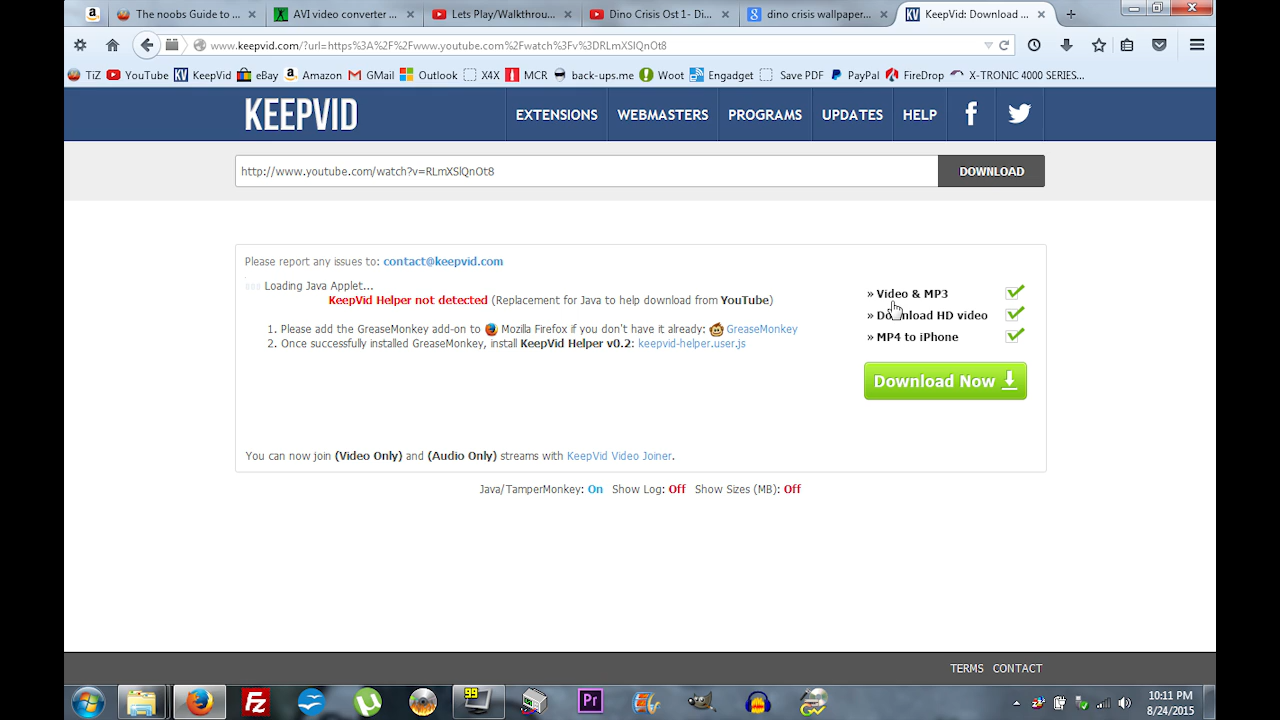 The noobs Guide to ...
AVI video converter ...
Lets Play/Walkthrou...
Dino Crisis Ost 1- Di...
dino crisis wallpaper...
KeepVid: Download ...
www.keepvid.com/?url=https%3A%2F%2Fwww.youtube.com%2Fwatch%3Fv%3DRLmXSlQnOt8
TiZ YouTube KeepVid eBay Amazon GMail Outlook X4X MCR back-ups.me Woot Engadget Save PDF PayPal FireDrop X-TRONIC 4000 SERIES...
KEEPVID
EXTENSIONS WEBMASTERS PROGRAMS UPDATES HELP
http://www.youtube.com/watch?v=RLmXSlQnOt8 DOWNLOAD
Please report any issues to: contact@keepvid.com
Loading Java Applet...
KeepVid Helper not detected (Replacement for Java to help download from YouTube)
1. Please add the GreaseMonkey add-on to Mozilla Firefox if you don't have it already: GreaseMonkey
2. Once successfully installed GreaseMonkey, install KeepVid Helper v0.2: keepvid-helper.user.js
» Video & MP3
» Download HD video
» MP4 to iPhone
Download Now
You can now join (Video Only) and (Audio Only) streams with KeepVid Video Joiner.
Java/TamperMonkey: On Show Log: Off Show Sizes (MB): Off
TERMS CONTACT
99
Pr
10:11 PM
8/24/2015